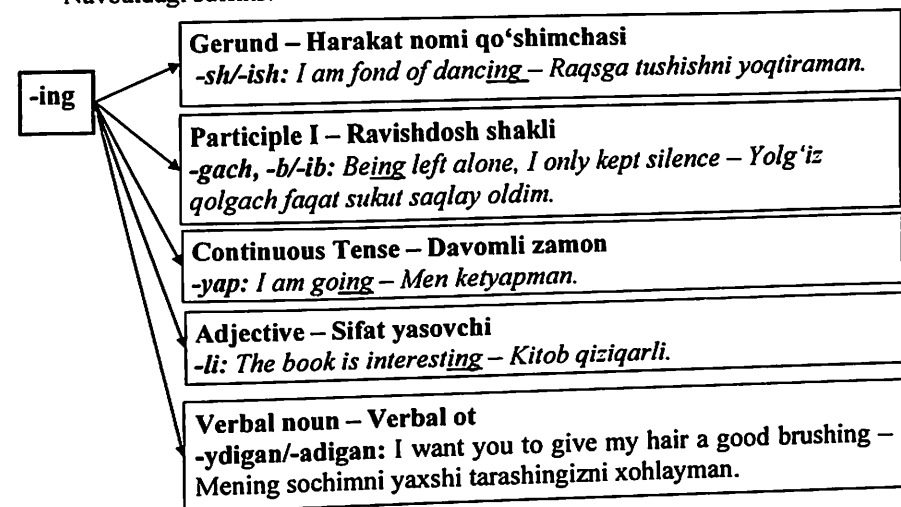 Gerund – Harakat nomi qo‘shimchasi
-sh/-ish: I am fond of dancing – Raqsga tushishni yoqtiraman.
-ing
Participle I – Ravishdosh shakli
-gach, -b/-ib: Being left alone, I only kept silence – Yolg‘iz
qolgach faqat sukut saqlay oldim.
Continuous Tense – Davomli zamon
-yap: I am going – Men ketyapman.
Adjective – Sifat yasovchi
-li: The book is interesting – Kitob qiziqarli.
Verbal noun – Verbal ot
-ydigan/-adigan: I want you to give my hair a good brushing –
Mening sochimni yaxshi tarashingizni xohlayman.